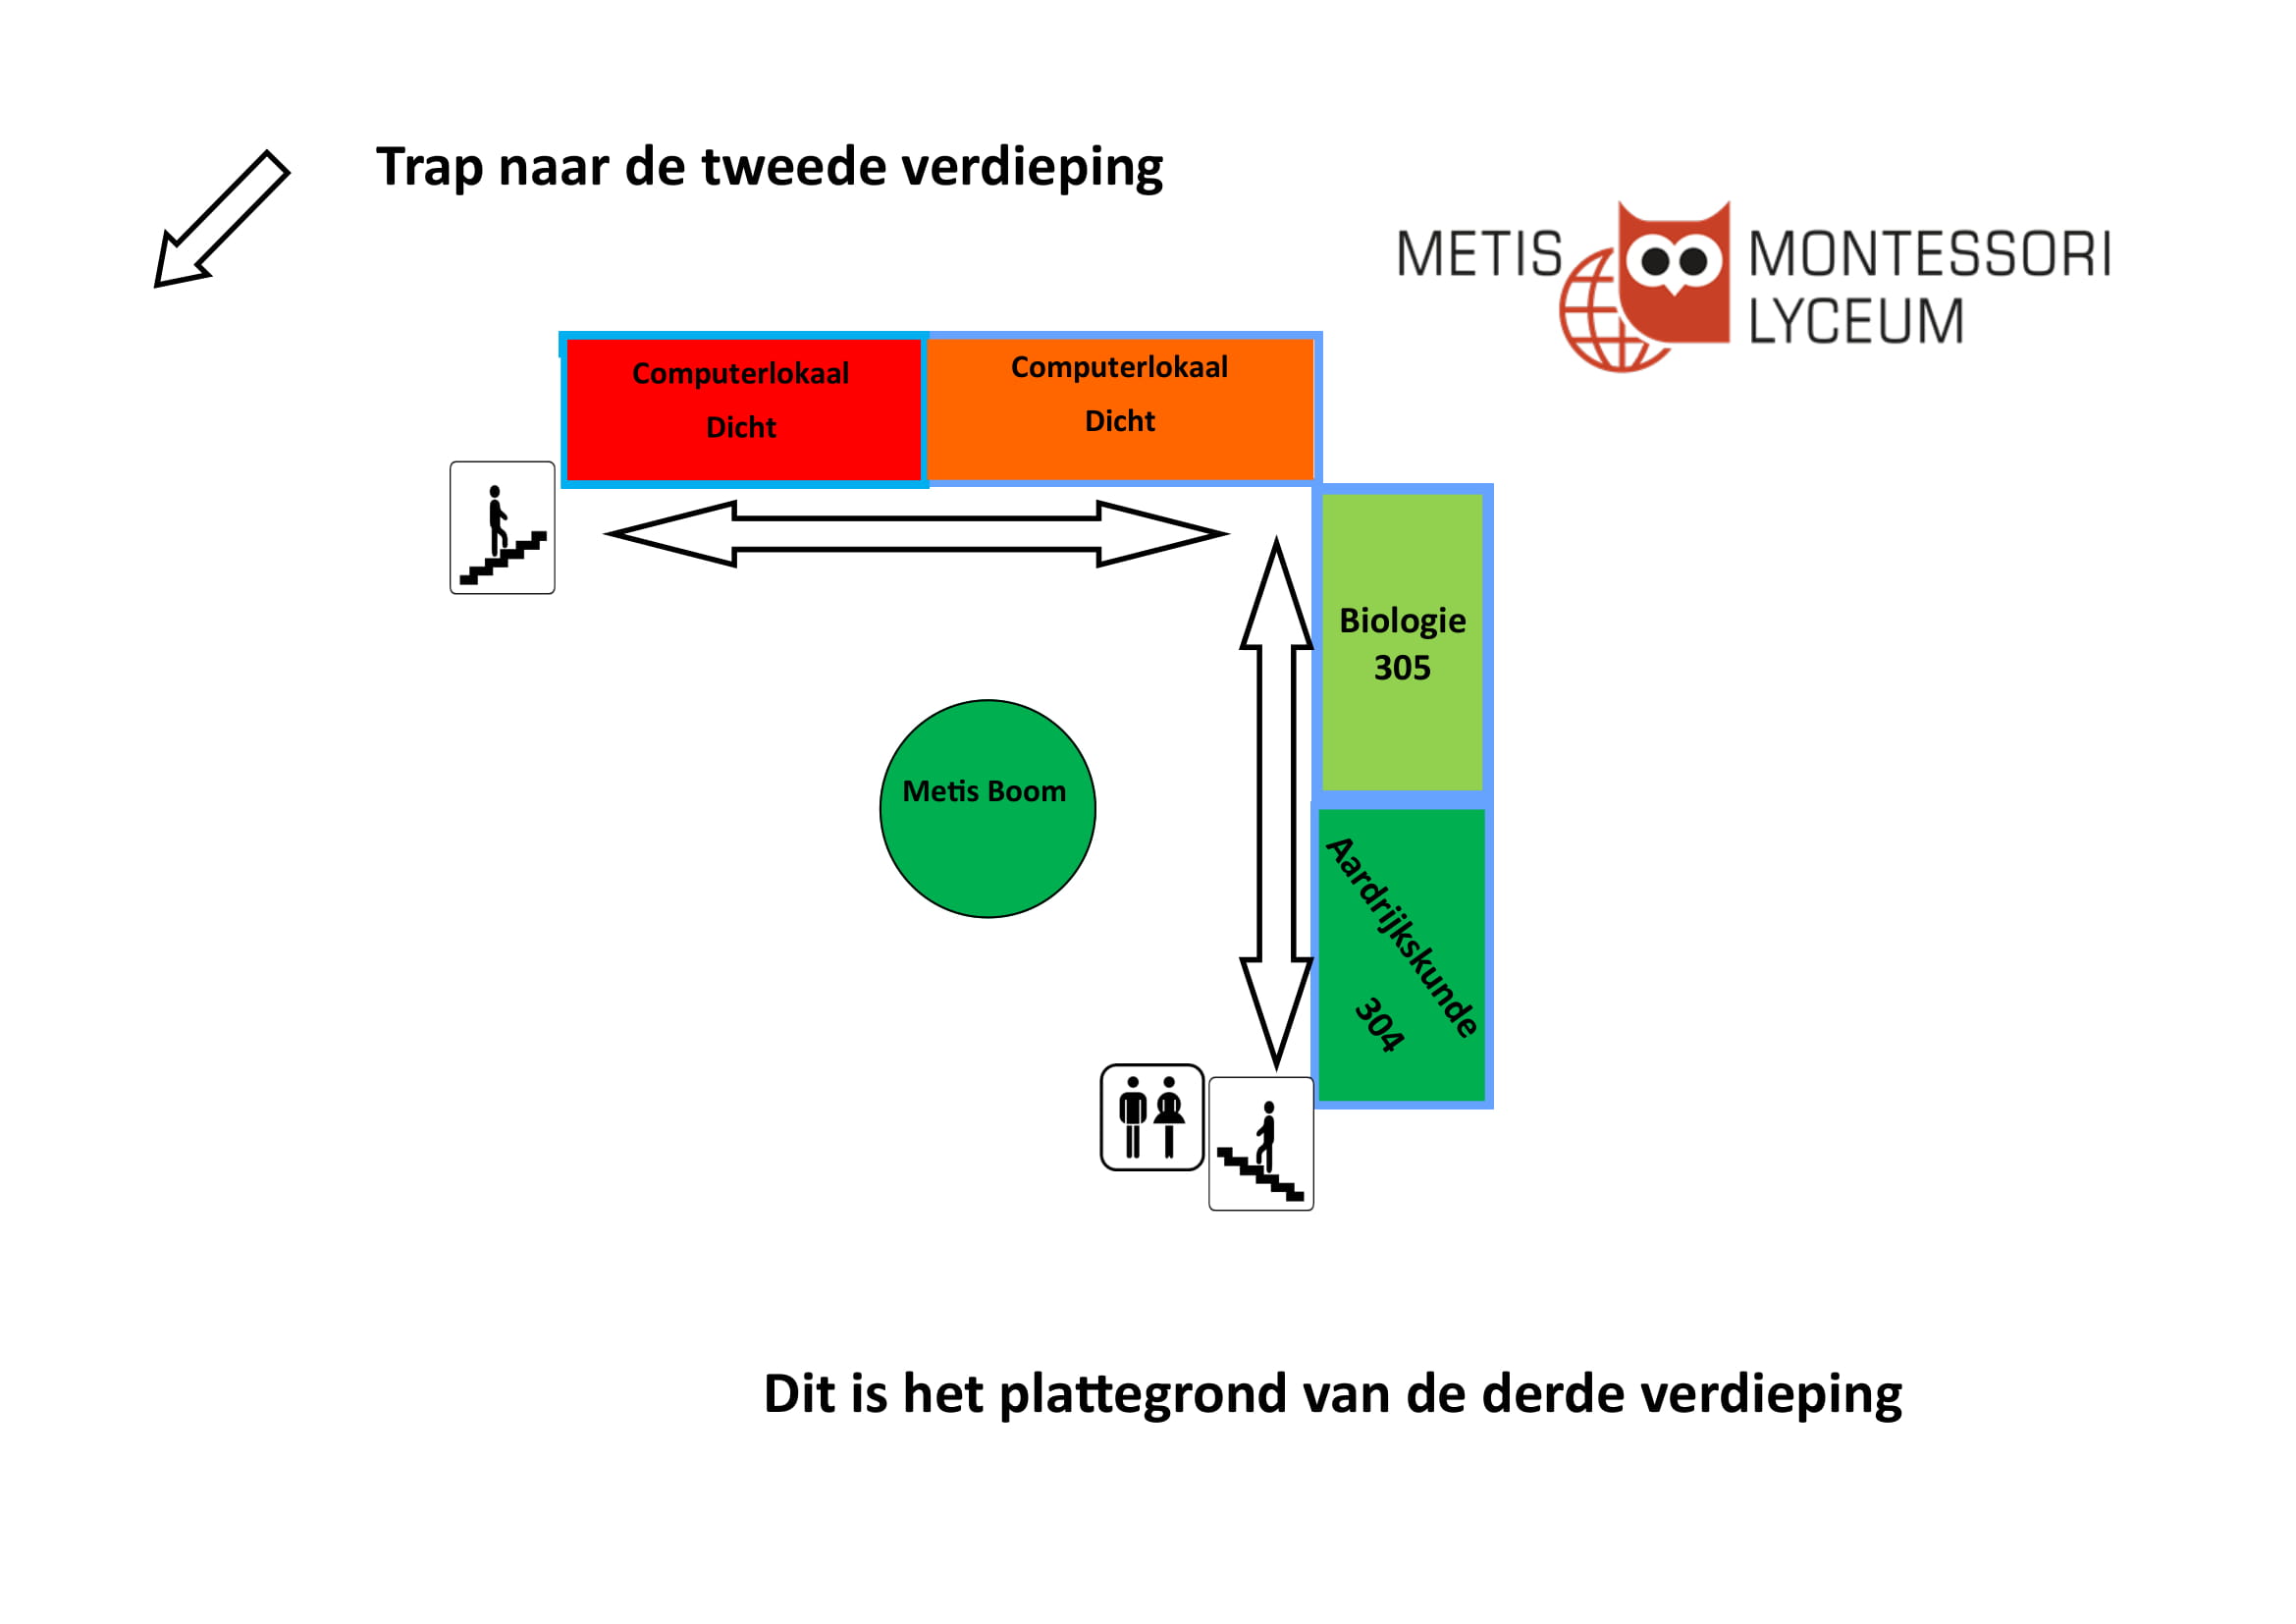 Trap naar de tweede verdieping
METIS MONTESSORI
LYCEUM
Computerlokaal
Dicht
Computerlokaal
Dicht
Biologie
305
Metis Boom
Aardrijkskunde
304
Dit is het plattegrond van de derde verdieping